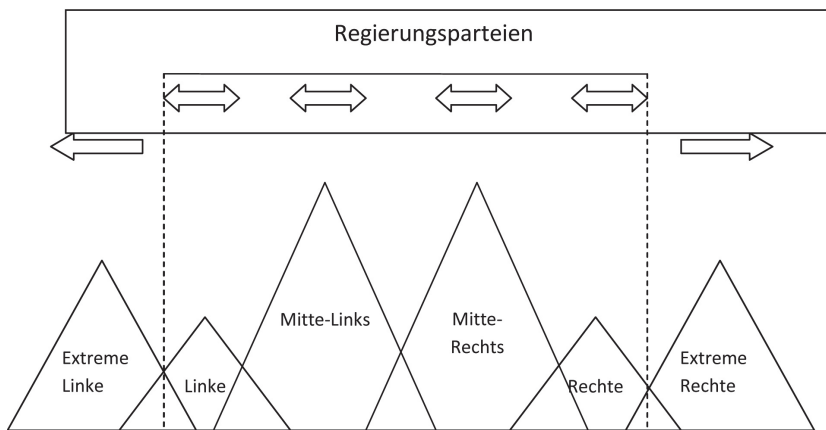 Regierungsparteien
Mitte-Links
Mitte-
Rechts
Extreme
Linke
Linke
Rechte
Extreme
Rechte